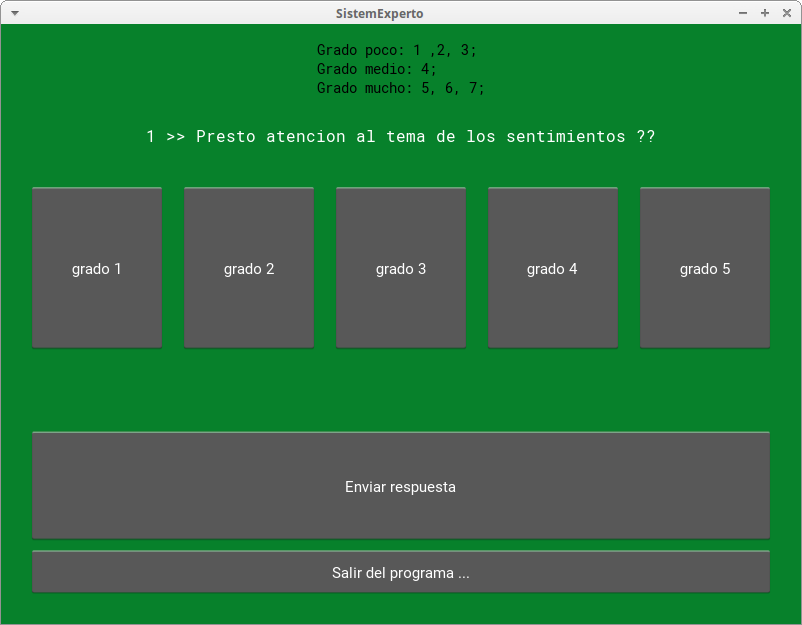 SistemExperto
Grado poco: 1 ,2, 3;
Grado medio: 4;
Grado mucho: 5, 6, 7;
1 >> Presto atencion al tema de los sentimientos ??
grado 1
grado 2
grado 3
grado 4
grado 5
Enviar respuesta
Salir del programa ...